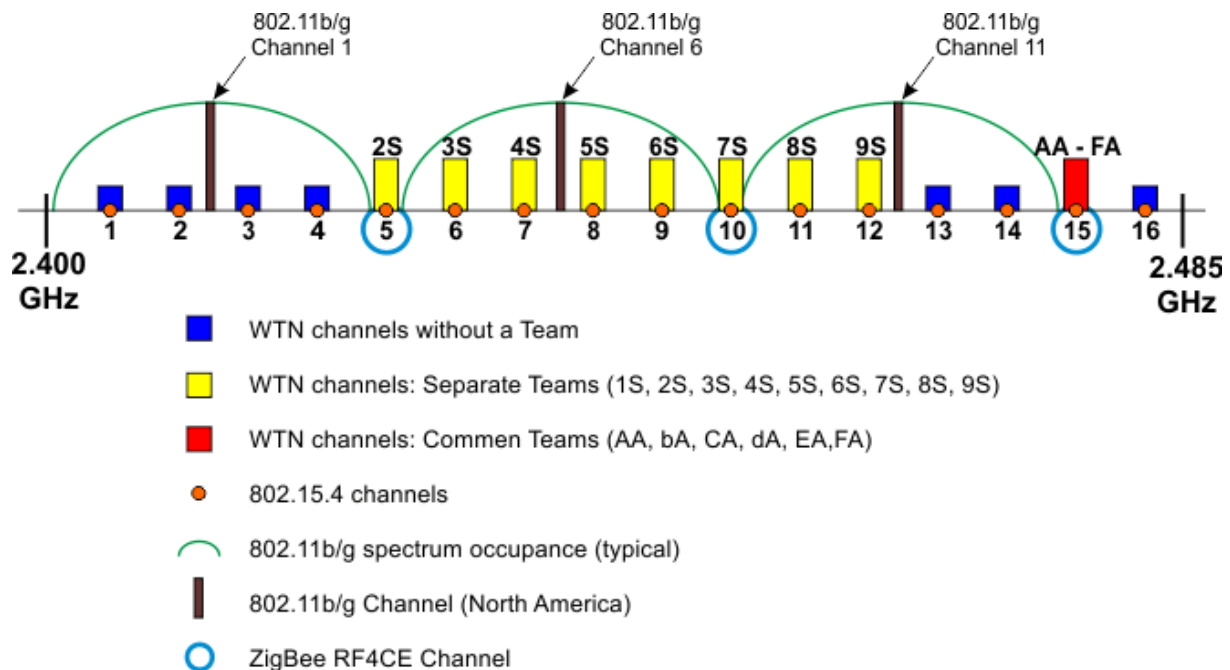 802.11b/g
Channel 1
802.11b/g
Channel 6
802.11b/g
Channel 11
2S 3S 4S 5S 6S 7S 8S 9S AA - FA
1 2 3 4 5 6 7 8 9 10 11 12 13 14 15 16
2.400
GHz
2.485
GHz
WTN channels without a Team
WTN channels: Separate Teams (1S, 2S, 3S, 4S, 5S, 6S, 7S, 8S, 9S)
WTN channels: Commen Teams (AA, bA, CA, dA, EA,FA)
802.15.4 channels
802.11b/g spectrum occupance (typical)
802.11b/g Channel (North America)
ZigBee RF4CE Channel